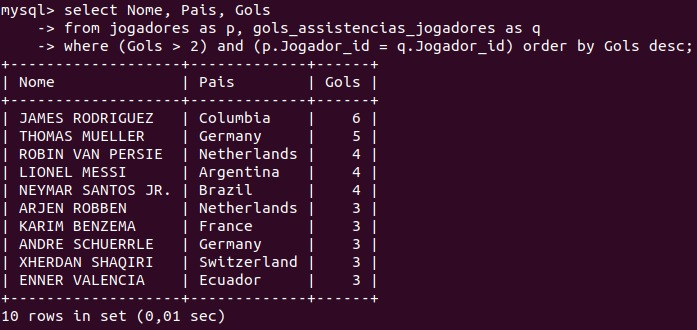 mysql> select Nome, Pais, Gols
    -> from jogadores as p, gols_assistencias_jogadores as q
    -> where (Gols > 2) and (p.Jogador_id = q.Jogador_id) order by Gols desc;
+-------------------+-------------+------+
| Nome              | Pais        | Gols |
+-------------------+-------------+------+
| JAMES RODRIGUEZ   | Columbia    |    6 |
| THOMAS MUELLER    | Germany     |    5 |
| ROBIN VAN PERSIE  | Netherlands |    4 |
| LIONEL MESSI      | Argentina   |    4 |
| NEYMAR SANTOS JR. | Brazil      |    4 |
| ARJEN ROBBEN      | Netherlands |    3 |
| KARIM BENZEMA     | France      |    3 |
| ANDRE SCHUERRLE   | Germany     |    3 |
| XHERDAN SHAQIRI   | Switzerland |    3 |
| ENNER VALENCIA    | Ecuador     |    3 |
+-------------------+-------------+------+
10 rows in set (0,01 sec)